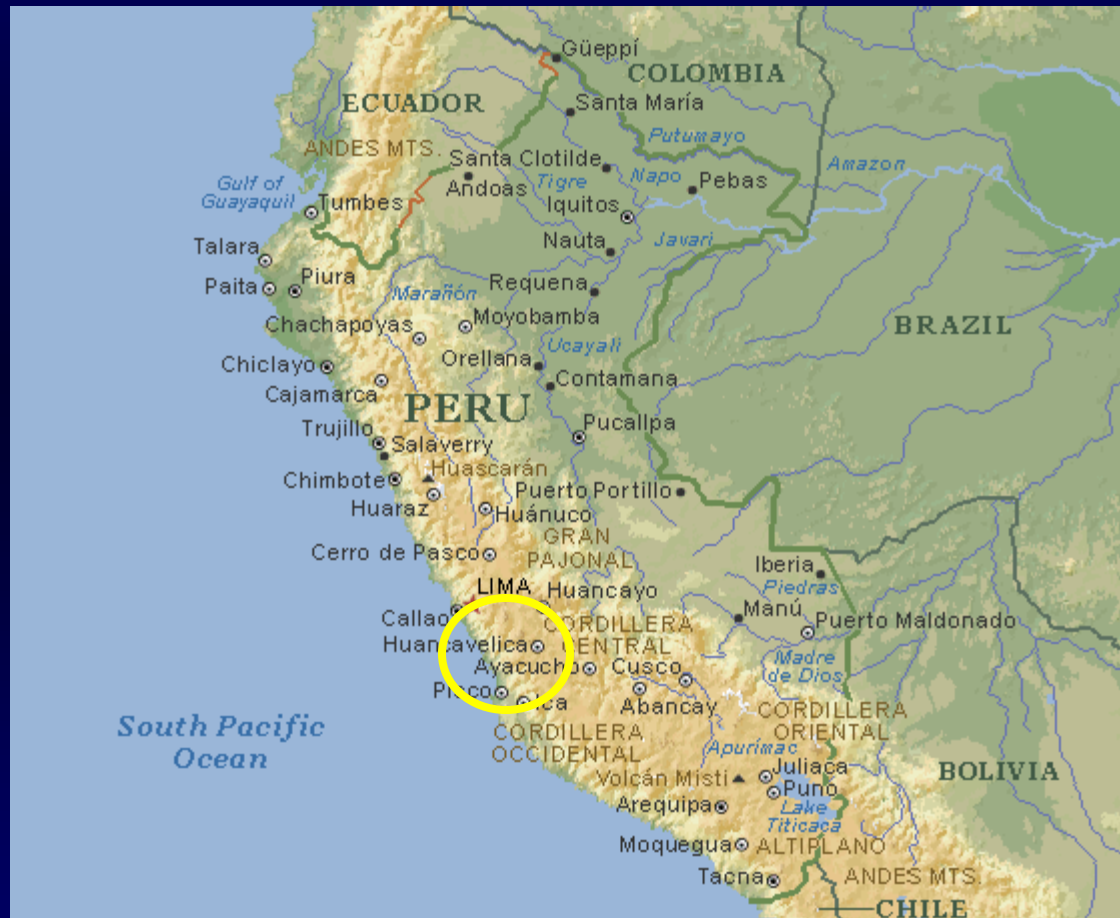 Güeppí
COLOMBIA
ECUADOR
Santa María
Putumayo
ANDES MTS.
Santa Clotilde
Amazon
Andoas
Tigre
Napo
Pebas
Gulf of
Guayaquil
Tumbes
Iquitos
Nauta
Javari
Talara
Paita
Piura
Requena
Marañón
Chachapoyas
Moyobamba
BRAZIL
Ucayali
Orellana
Chiclayo
Contamana
Cajamarca
PERU
Trujillo
Pucallpa
Salaverry
Huascarán
Chimbote
Huaraz
Puerto Portillo
Huánuco
GRAN
PAJONAL
Cerro de Pasco
Iberia
LIMA
Huancayo
Piedras
Callao
Manú
Puerto Maldonado
CORDILLERA
CENTRAL
Huancavelica
Ayacucho
Cusco
Madre
de Dios
Pisco
Ica
Abancay
CORDILLERA
ORIENTAL
South Pacific
Ocean
CORDILLERA
OCCIDENTAL
Apurímac
Juliaca
BOLIVIA
Volcán Misti
Puno
Arequipa
Lake
Titicaca
Moquegua
ALTIPLANO
Tacna
ANDES MTS.
CHILE